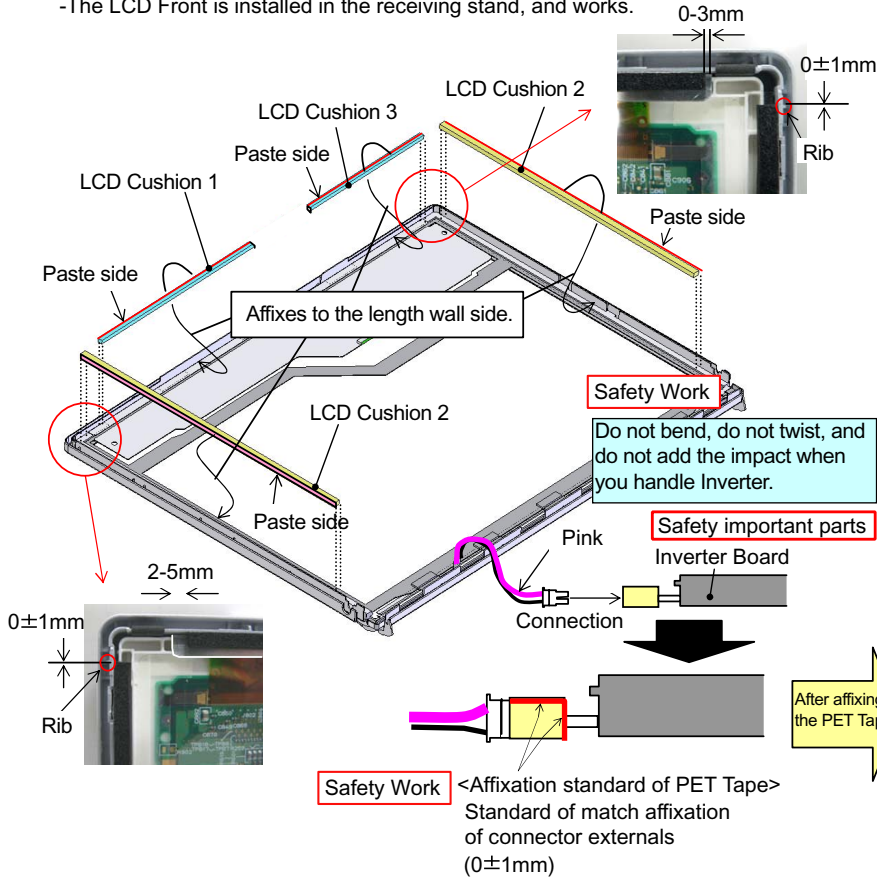 -The LCD Front is installed in the receiving stand, and works.
0-3mm
0±1mm
Rib
LCD Cushion 2
LCD Cushion 3
Paste side
LCD Cushion 1
Paste side
Paste side
Affixes to the length wall side.
Safety Work
LCD Cushion 2
Do not bend, do not twist, and
do not add the impact when
you handle Inverter.
Paste side
Safety important parts
Pink
Inverter Board
2-5mm
Connection
0±1mm
Rib
After affixing
the PET Tap
Safety Work
<Affixation standard of PET Tape>
Standard of match affixation
of connector externals
(0±1mm)